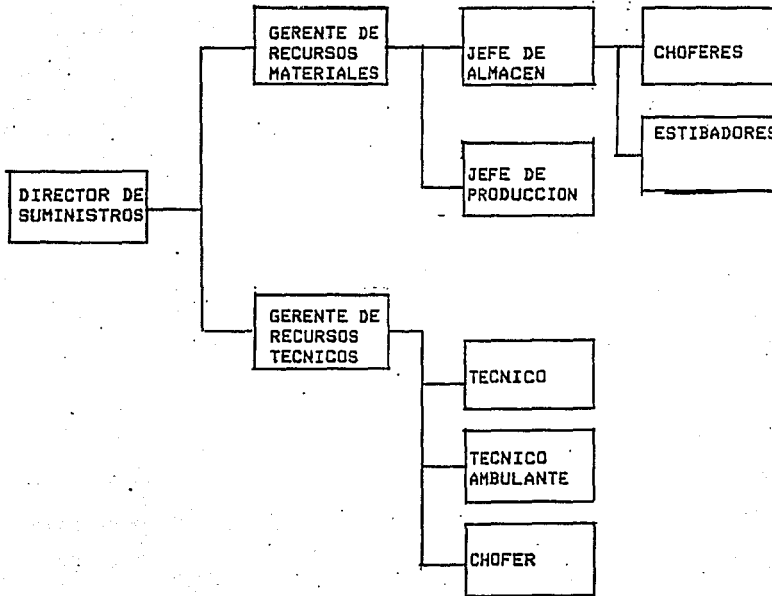 GERENTE DE
RECURSOS
MATERIALES
JEFE DE
ALMACEN
CHOFERES
ESTIBADORES
JEFE DE
PRODUCCION
DIRECTOR DE
SUMINISTROS
GERENTE DE
RECURSOS
TECNICOS
TECNICO
TECNICO
AMBULANTE
CHOFER